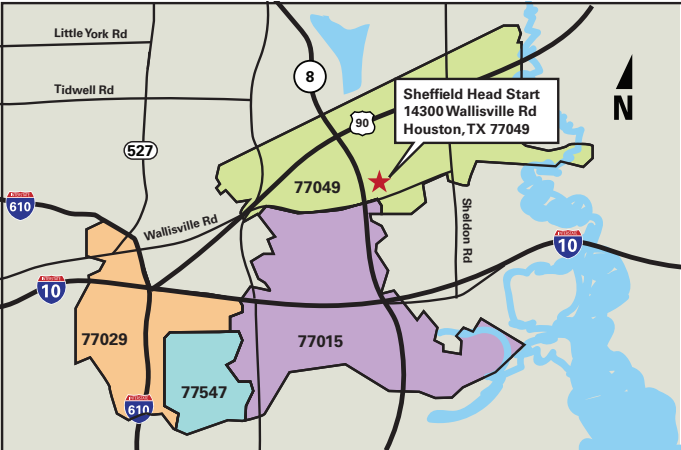 Little York Rd
8
Tidwell Rd
Sheffield Head Start
14300 Wallisville Rd
Houston, TX 77049
N
90
527
77049
610
Wallisville Rd
Sheldon Rd
10
10
77029
77015
77547
610